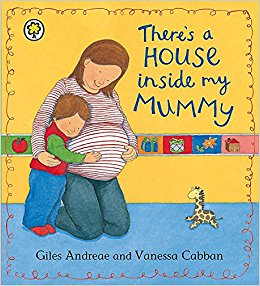 There's a
HOUSE
inside my
MUMMY
Giles Andreae and Vanessa Cabban